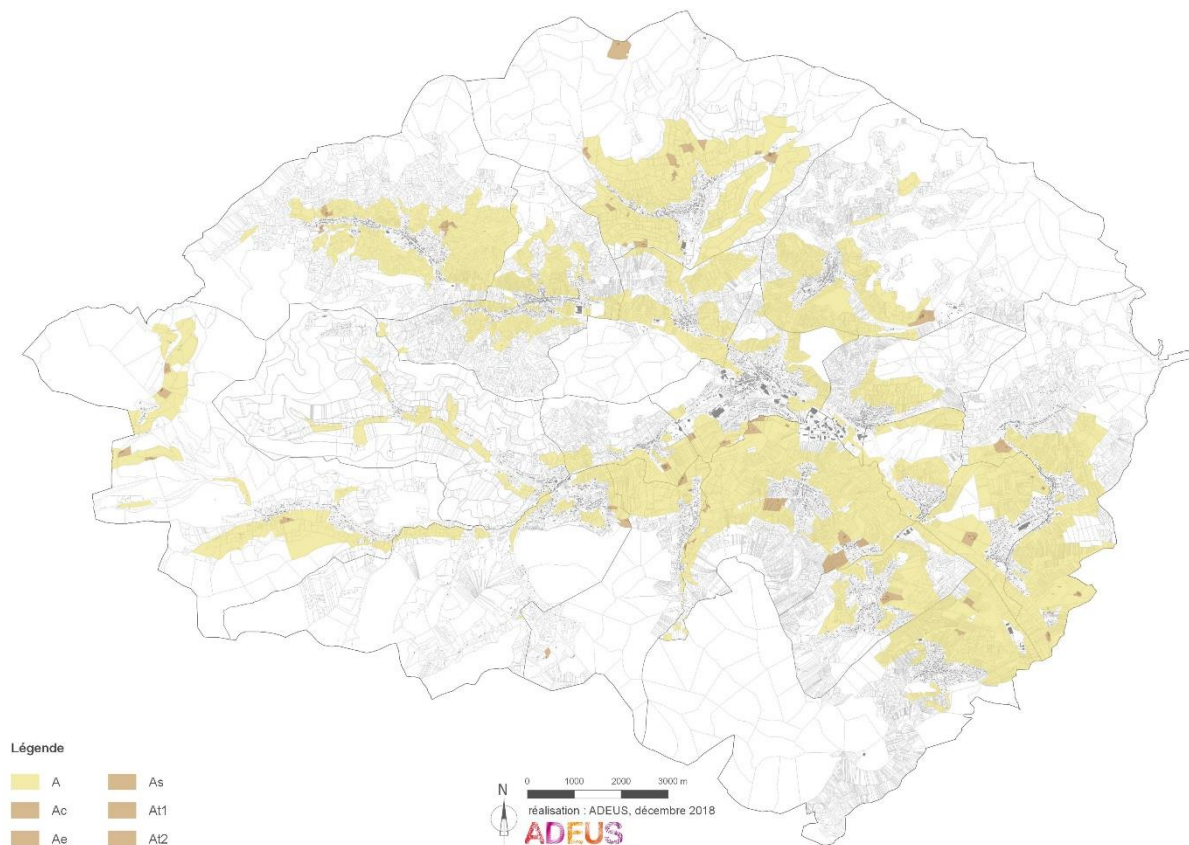 Légende
A
As
Ac
At1
Ae
At2
N
0 1000 2000 3000 m
réalisation : ADEUS, décembre 2018
ADEUS